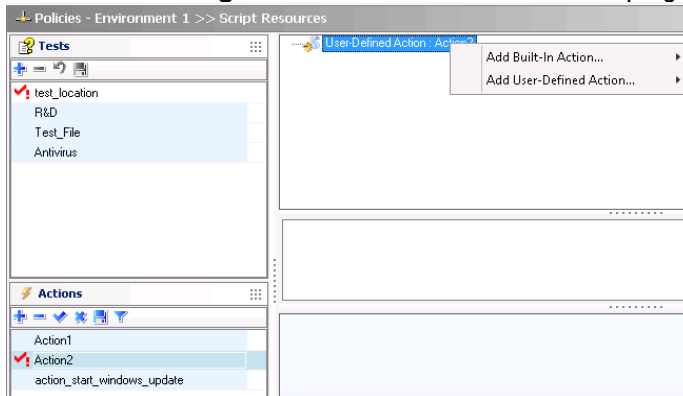 Policies - Environment 1 >> Script Resources
Tests
test_location
R&D
Test_File
Antivirus
User-Defined Action : Action2
Add Built-In Action...
Add User-Defined Action...
Actions
Action1
Action2
action_start_windows_update